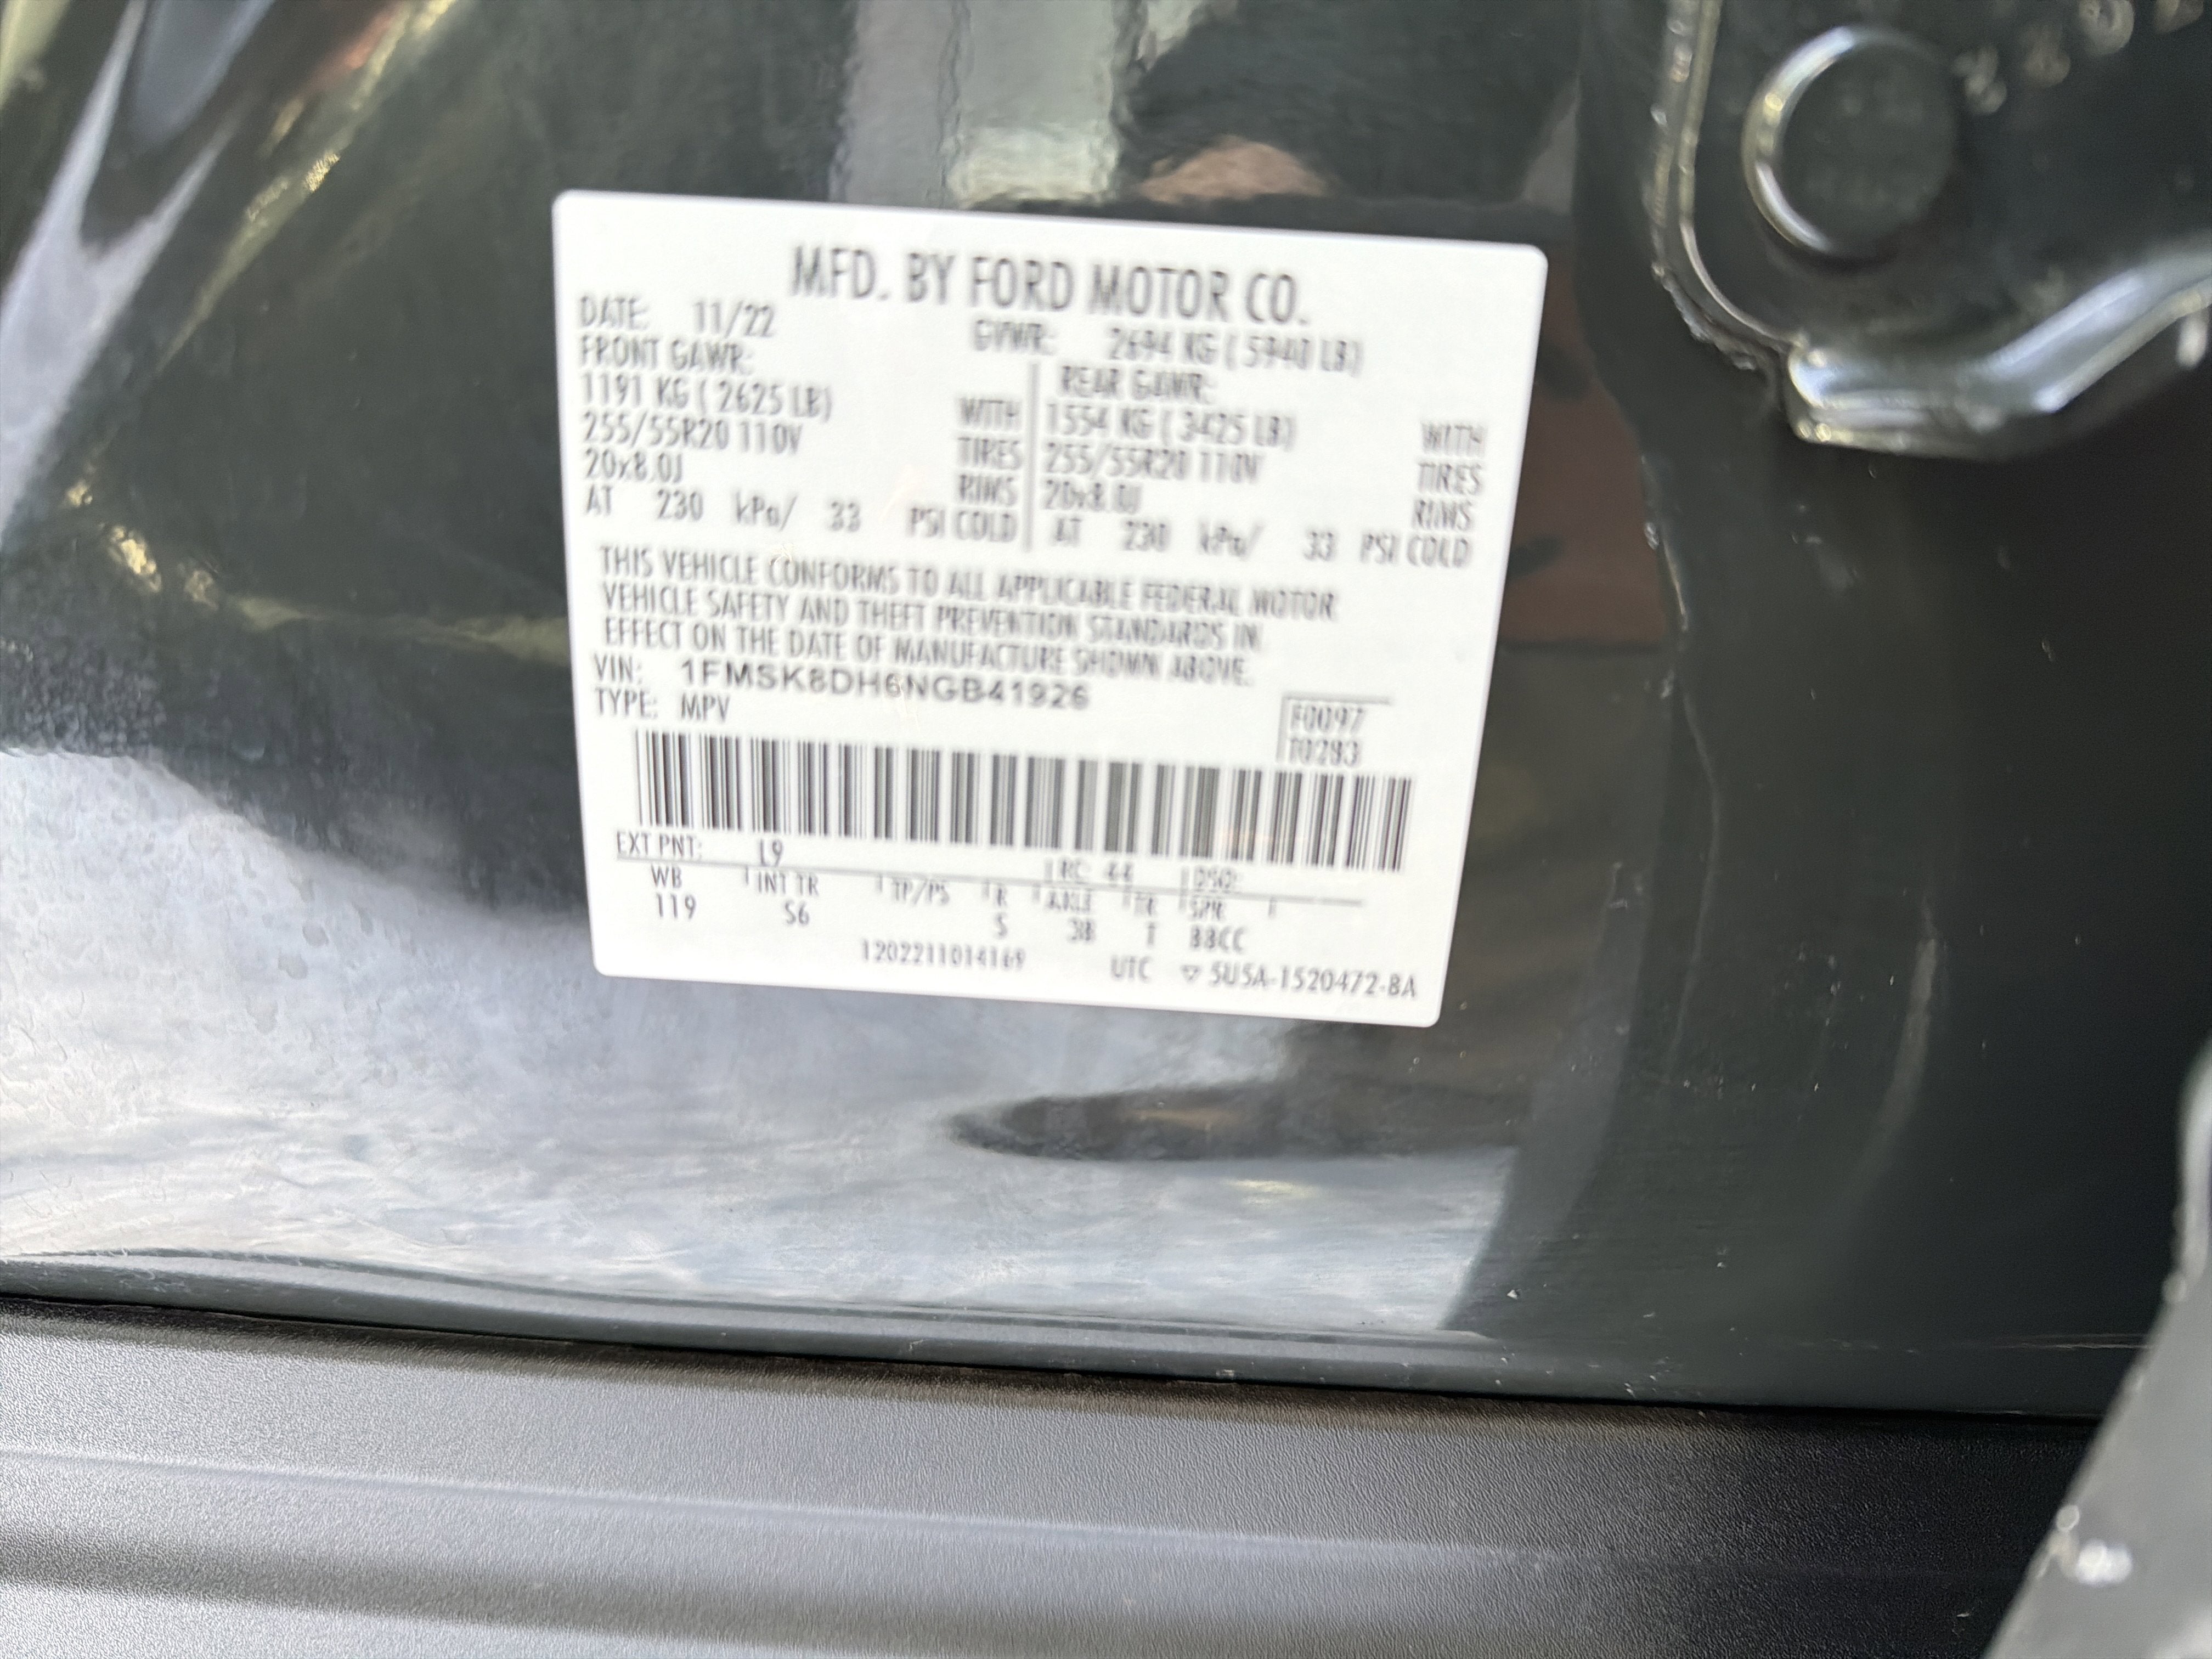 MFD. BY FORD MOTOR CO.
DATE: 11/22 GVWR: 2694 KG ( 5940 LB)
FRONT GAWR: REAR GAWR:
1191 KG ( 2625 LB) WITH 1554 KG ( 3425 LB) WITH
255/55R20 110V TIRES 255/55R20 110V TIRES
20x8.0J RIMS 20x8.0J RIMS
AT 230 kPa/ 33 PSI COLD AT 230 kPa/ 33 PSI COLD
THIS VEHICLE CONFORMS TO ALL APPLICABLE FEDERAL MOTOR
VEHICLE SAFETY AND THEFT PREVENTION STANDARDS IN
EFFECT ON THE DATE OF MANUFACTURE SHOWN ABOVE.
VIN: 1FMSK8DH6NGB41926
TYPE: MPV
F0097
T0283
EXT PNT: L9 RC: 44 DSO:
WB INT TR TP/PS R AXLE TR SPR
119 S6 S 3B T BBCC
1202211014169 UTC ▽ 5U5A-1520472-BA